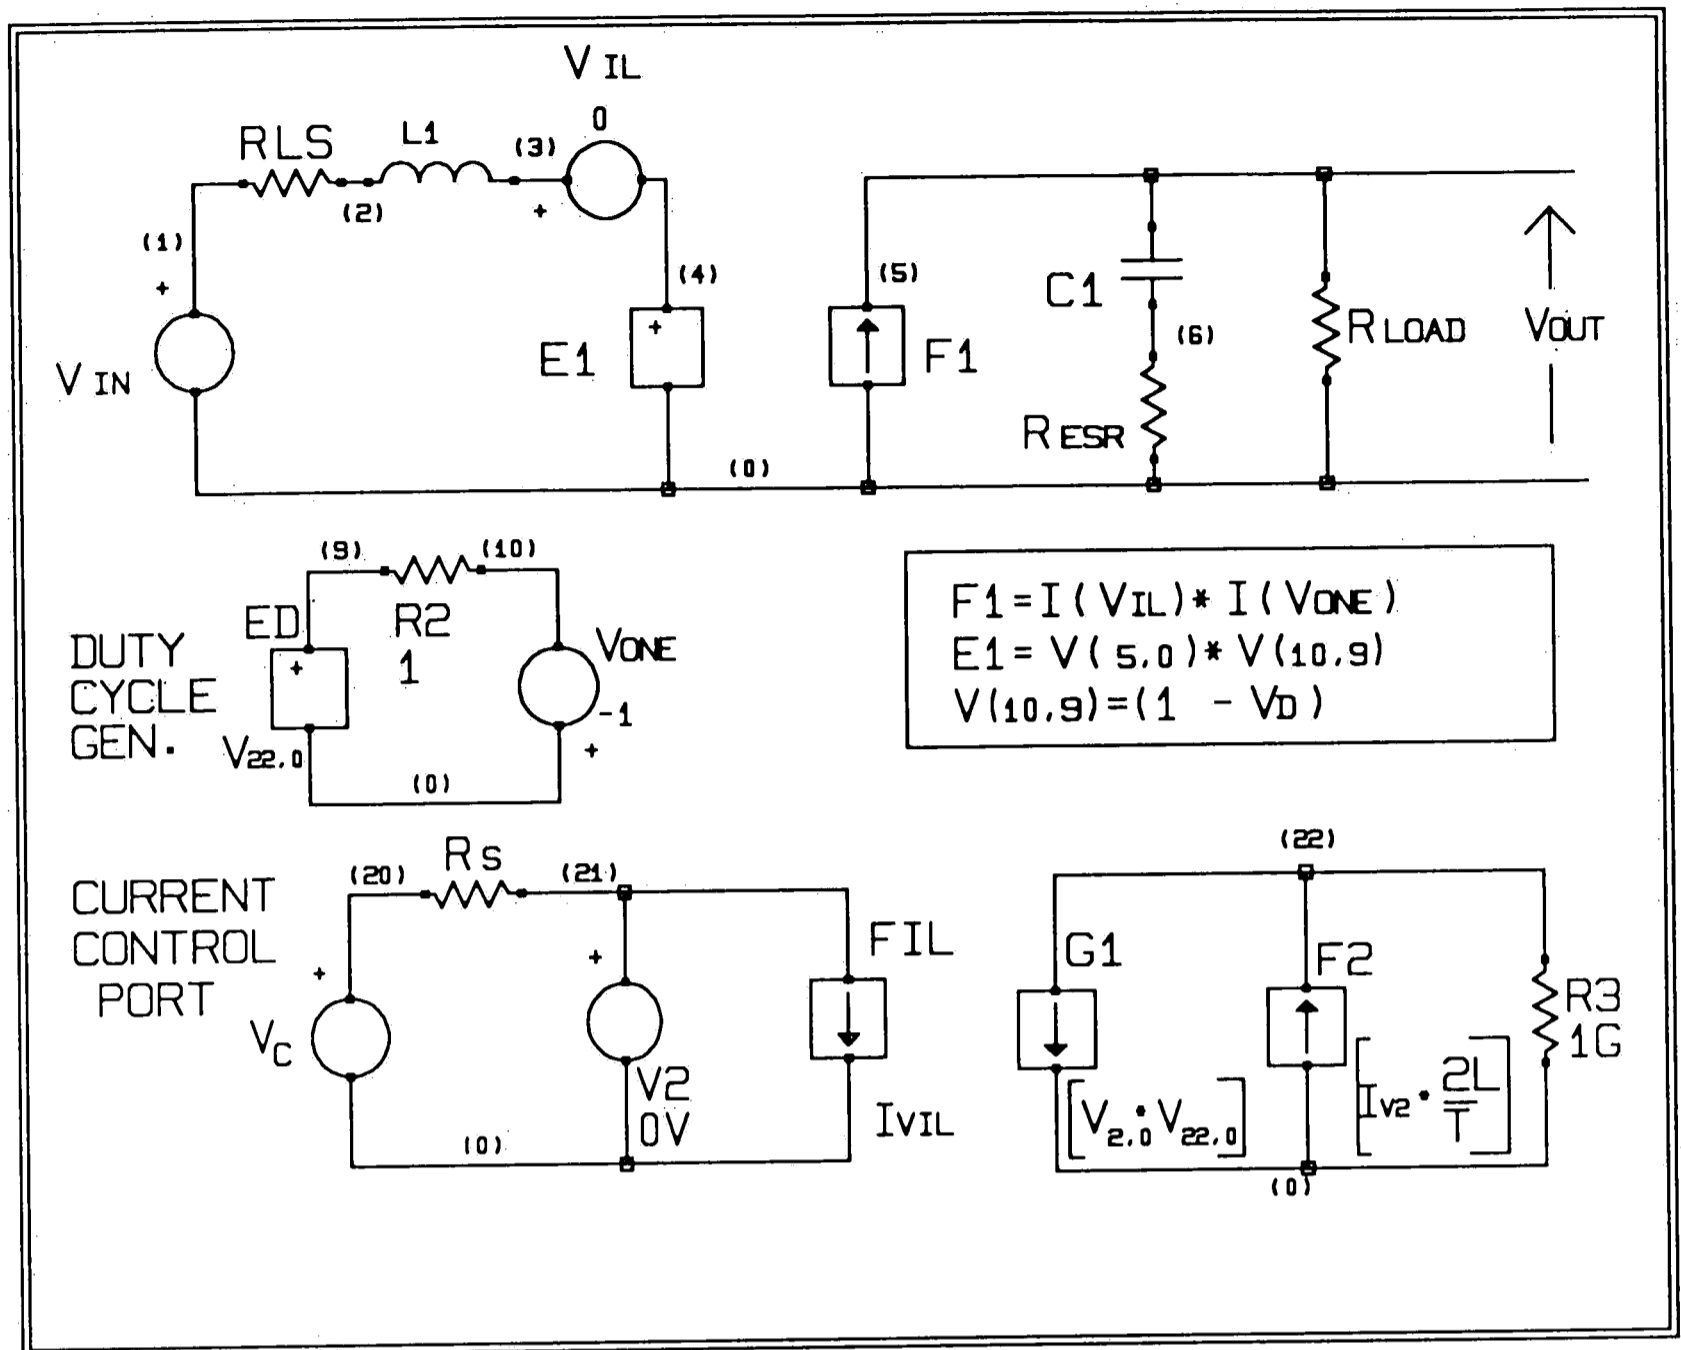 V IL
0
RLS
L1
(3)
(2)
+
(1)
+
(4)
(5)
+
E1
F1
C1
(6)
R LOAD
VOUT
V IN
R ESR
(0)
(9)
(10)
ED
R2
1
VONE
+
-1
+
V22.0
(0)
DUTY
CYCLE
GEN.
F1=I(VIL)* I(VONE)
E1= V( 5.0 )* V(10.9)
V(10.9)=(1 - VD )
CURRENT
CONTROL
PORT
(20)
Rs
(21)
+
VC
+
V2
0V
FIL
IVIL
(0)
(22)
G1
F2
R3
1G
[V2.0 * V22.0]
[IV2 * 2L/T]
(0)